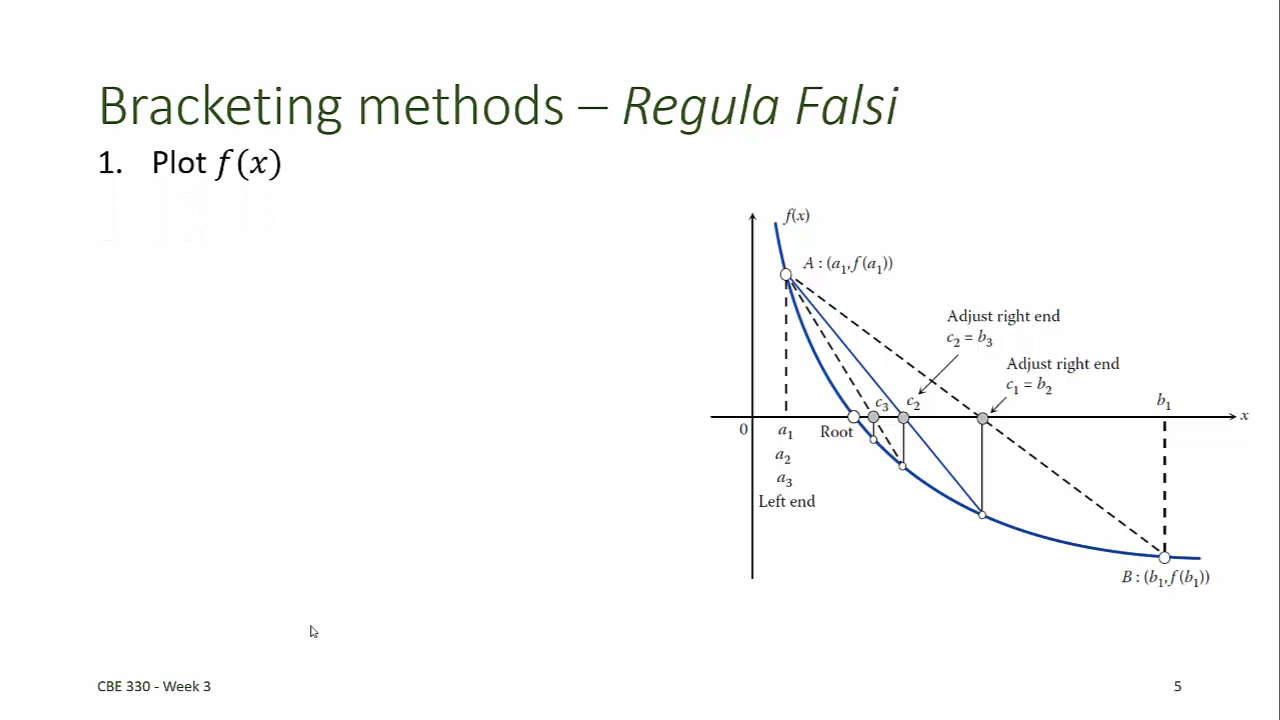 Bracketing methods – Regula Falsi
1. Plot f(x)
f(x)
A : (a₁, f(a₁))
Adjust right end
c₂ = b₃
Adjust right end
c₁ = b₂
c₃
c₂
b₁
x
0
a₁
Root
a₂
a₃
Left end
B : (b₁, f(b₁))
CBE 330 - Week 3
5